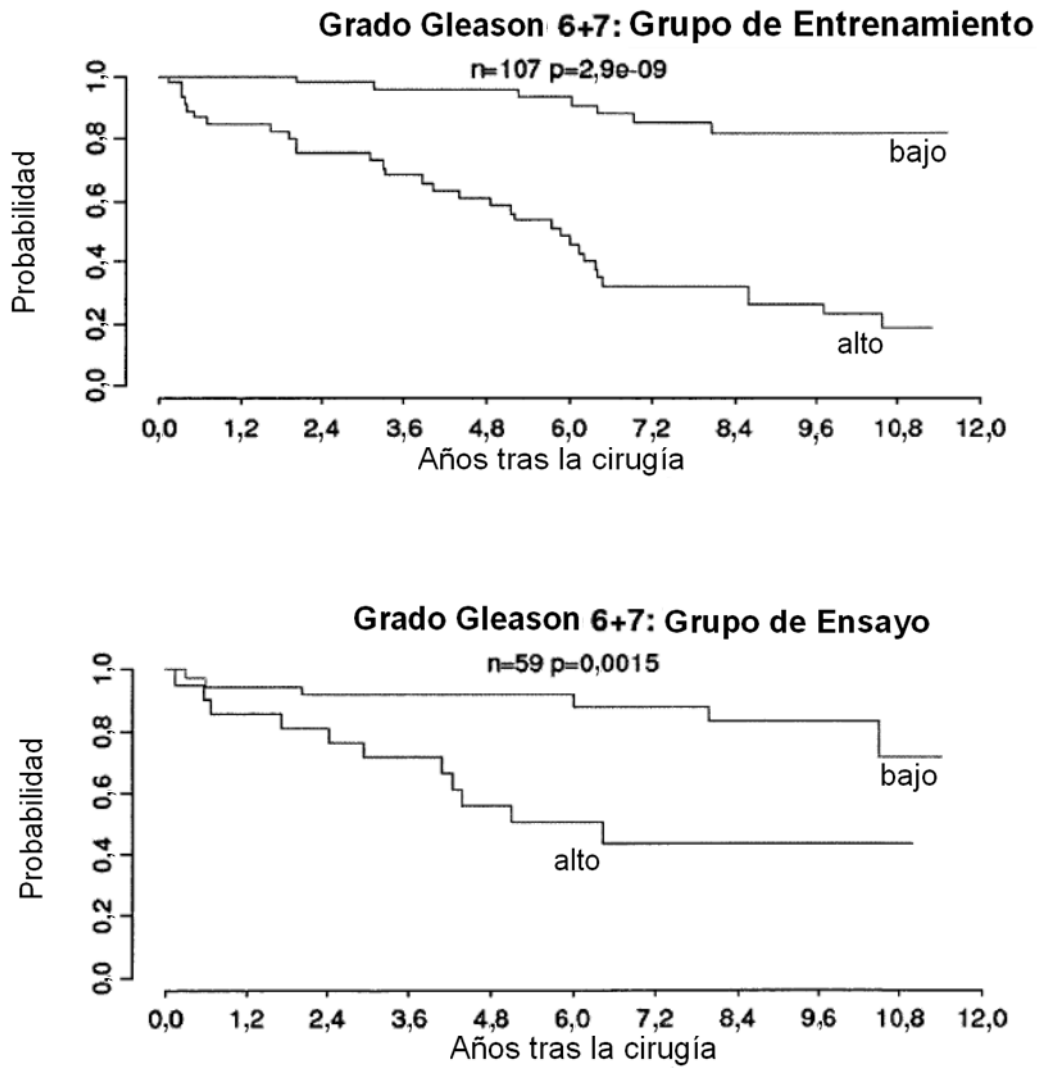 Grado Gleason 6+7: Grupo de Entrenamiento
n=107 p=2,9e-09
Probabilidad
1,0
0,8
0,6
0,4
0,2
0,0
bajo
alto
0,0 1,2 2,4 3,6 4,8 6,0 7,2 8,4 9,6 10,8 12,0
Años tras la cirugía
Grado Gleason 6+7: Grupo de Ensayo
n=59 p=0,0015
Probabilidad
1,0
0,8
0,6
0,4
0,2
0,0
bajo
alto
0,0 1,2 2,4 3,6 4,8 6,0 7,2 8,4 9,6 10,8 12,0
Años tras la cirugía